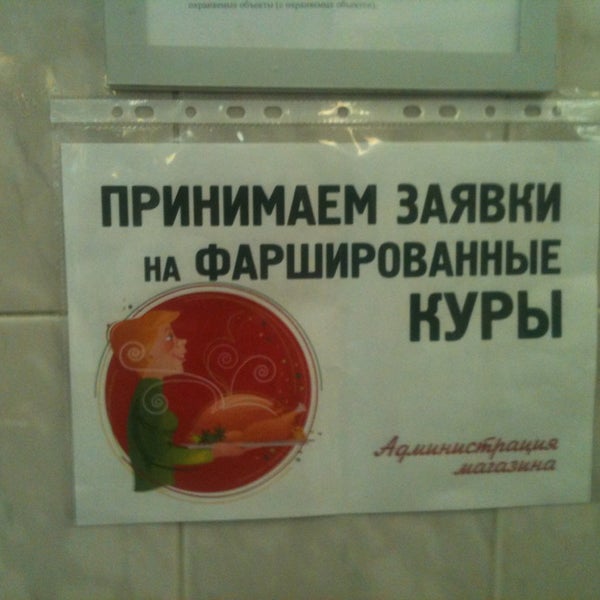 ПРИНИМАЕМ ЗАЯВКИ
НА ФАРШИРОВАННЫЕ
КУРЫ
Администрация
магазина